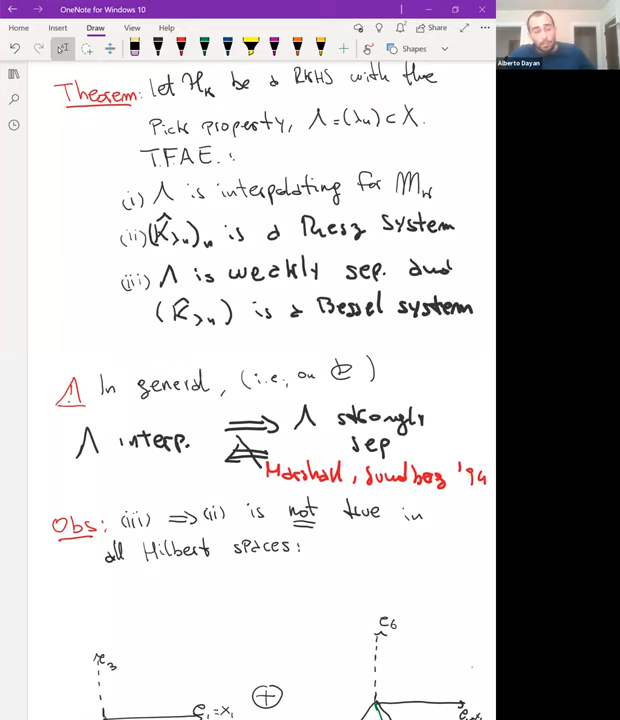 OneNote for Windows 10
Home Insert Draw View Help
Share
Shapes
Alberto Dayan
Theorem: let H_K be a RKHS with the
Pick property, Λ = (λ_n) ⊂ X.
T.F.A.E.:
(i) Λ is interpolating for M_K
(ii) (K̂_λn)_n is a Riesz System
(iii) Λ is weakly sep. and
(K̂_λn) is a Bessel system
⚠ In general, (i.e., on D)
Λ interp. ⟹ Λ strongly
sep
Marshall, Sundberg '94
Obs: (iii) ⟹ (ii) is not true in
all Hilbert spaces:
e_6
e_3
e_1 = x_1
⊕